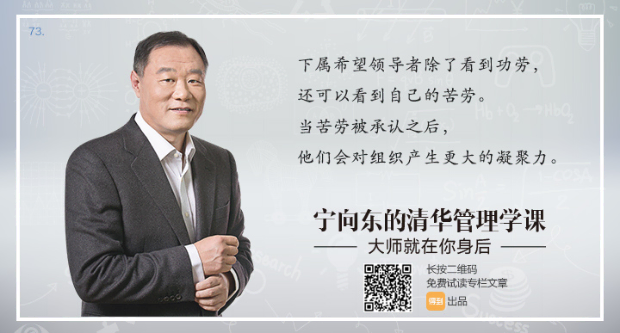 73.
下属希望领导者除了看到功劳，
还可以看到自己的苦劳。
当苦劳被承认之后，
他们会对组织产生更大的凝聚力。
宁向东的清华管理学课
大师就在你身后
长按二维码
免费试读专栏文章
得到 出品